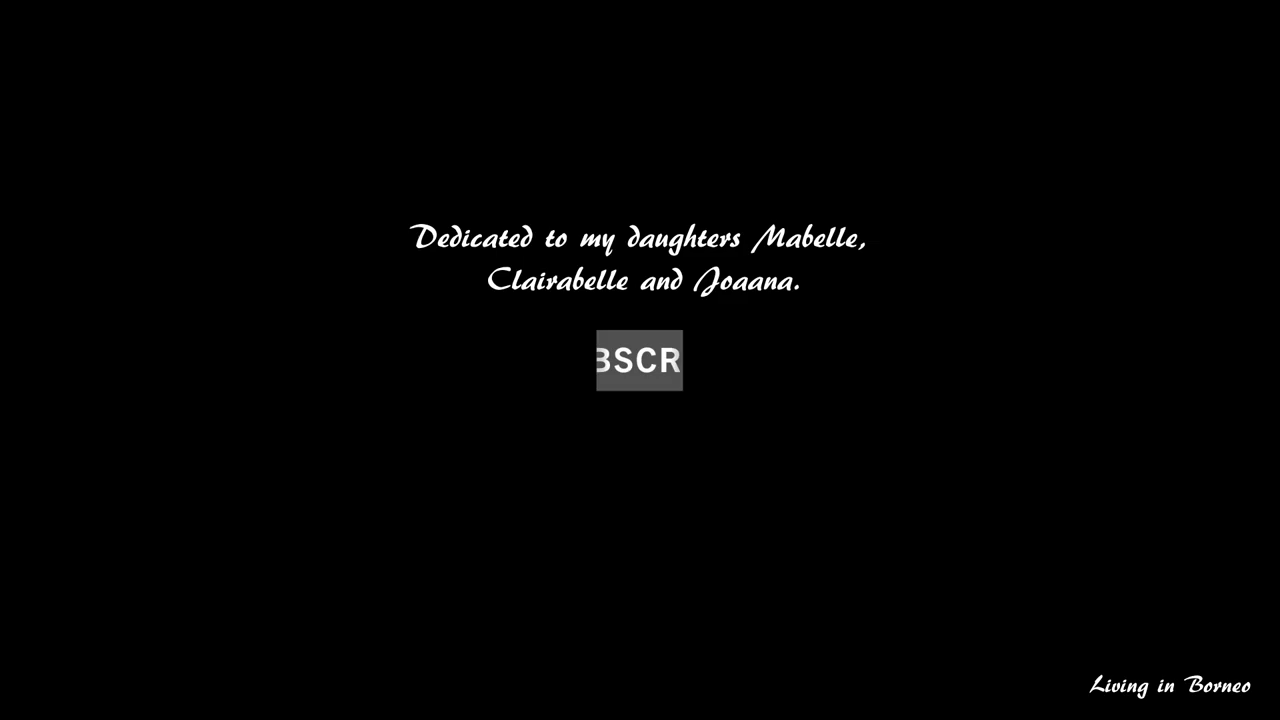 Dedicated to my daughters Mabelle,
Clairabelle and Joaana.
BSCR
Living in Borneo